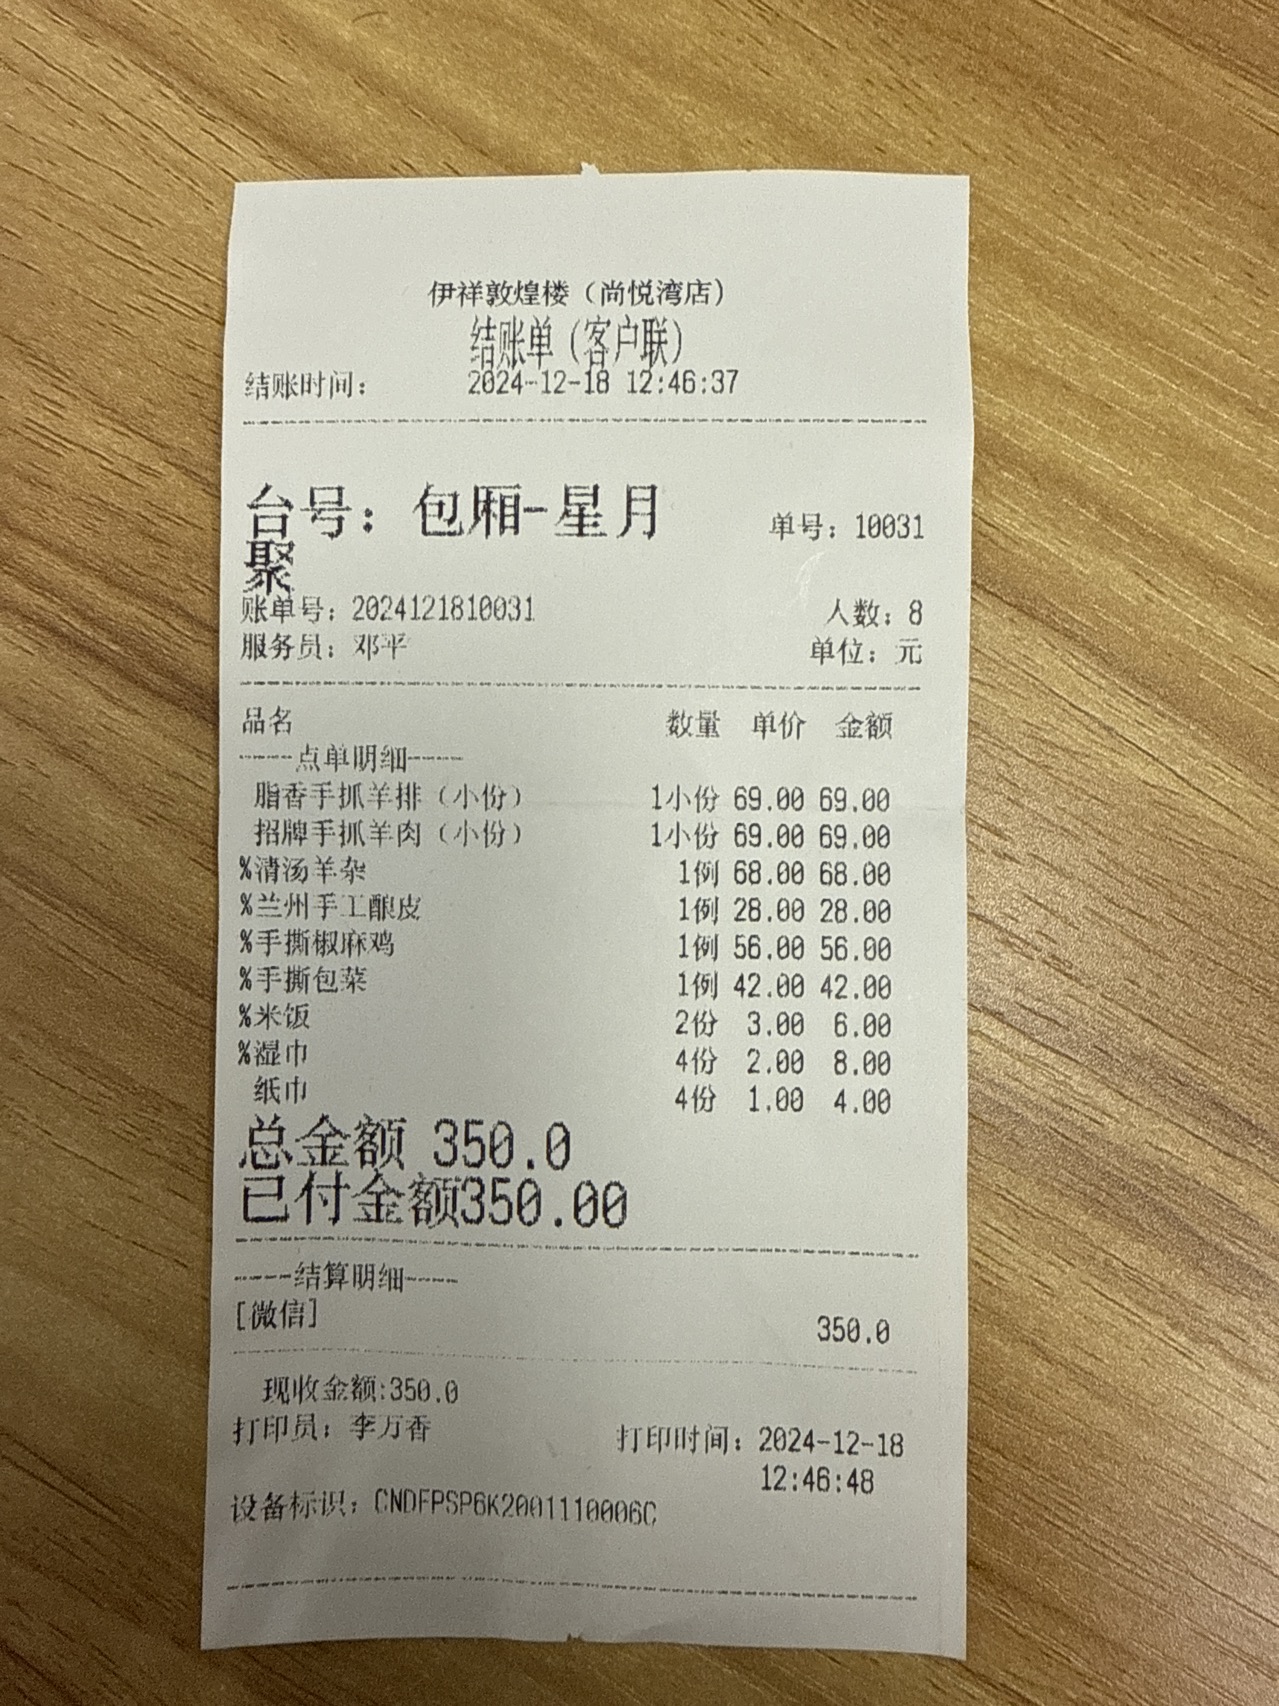 伊祥敦煌楼（尚悦湾店）
结账单（客户联）
结账时间： 2024-12-18 12:46:37
台号：包厢-星月 单号：10031
聚
账单号：2024121810031 人数：8
服务员：邓平 单位：元
品名 数量 单价 金额
----点单明细----
脂香手抓羊排（小份） 1小份 69.00 69.00
招牌手抓羊肉（小份） 1小份 69.00 69.00
%清汤羊杂 1例 68.00 68.00
%兰州手工酿皮 1例 28.00 28.00
%手撕椒麻鸡 1例 56.00 56.00
%手撕包菜 1例 42.00 42.00
%米饭 2份 3.00 6.00
%湿巾 4份 2.00 8.00
纸巾 4份 1.00 4.00
总金额 350.0
已付金额350.00
----结算明细----
[微信] 350.0
现收金额:350.0
打印员：李万香 打印时间：2024-12-18
12:46:48
设备标识：CNDFPSP6K2001110006C